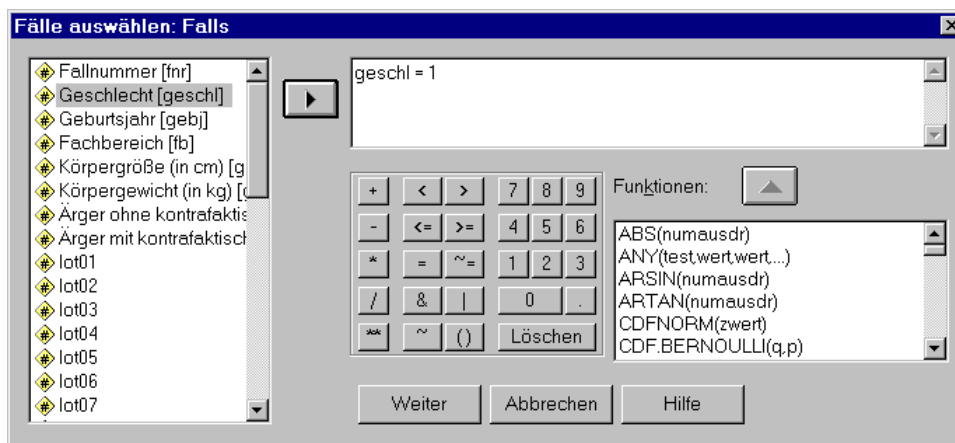 Fälle auswählen: Falls
Fallnummer [fnr]
Geschlecht [geschl]
Geburtsjahr [gebj]
Fachbereich [fb]
Körpergröße (in cm) [g
Körpergewicht (in kg) [g
Ärger ohne kontrafaktis
Ärger mit kontrafaktisch
lot01
lot02
lot03
lot04
lot05
lot06
lot07
geschl = 1
+ < > 7 8 9
- <= >= 4 5 6
* = ~= 1 2 3
/ & | 0 .
** ~ () Löschen
Funktionen:
ABS(numausdr)
ANY(test,wert,wert,...)
ARSIN(numausdr)
ARTAN(numausdr)
CDFNORM(zwert)
CDF.BERNOULLI(q,p)
Weiter Abbrechen Hilfe